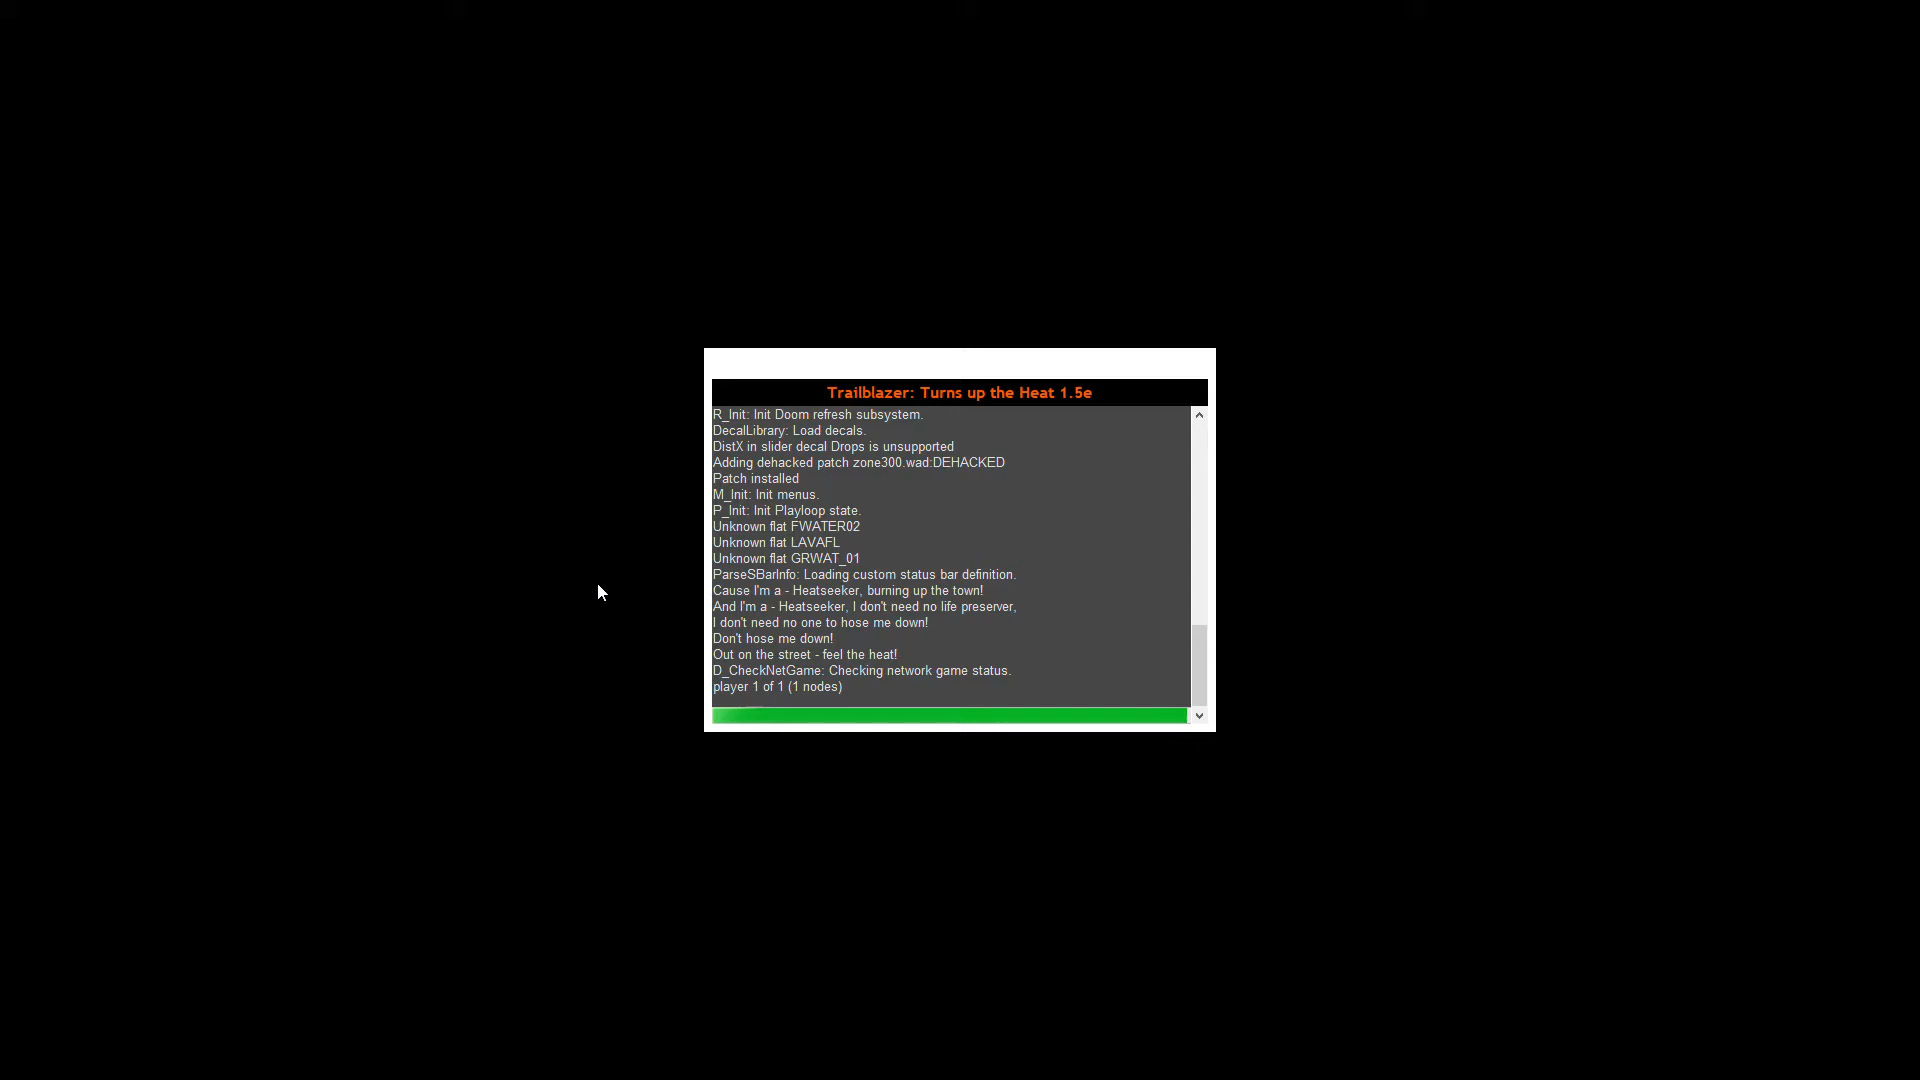 Trailblazer: Turns up the Heat 1.5e
R_Init: Init Doom refresh subsystem.
DecalLibrary: Load decals.
DistX in slider decal Drops is unsupported
Adding dehacked patch zone300.wad:DEHACKED
Patch installed
M_Init: Init menus.
P_Init: Init Playloop state.
Unknown flat FWATER02
Unknown flat LAVAFL
Unknown flat GRWAT_01
ParseSBarInfo: Loading custom status bar definition.
Cause I'm a - Heatseeker, burning up the town!
And I'm a - Heatseeker, I don't need no life preserver,
I don't need no one to hose me down!
Don't hose me down!
Out on the street - feel the heat!
D_CheckNetGame: Checking network game status.
player 1 of 1 (1 nodes)